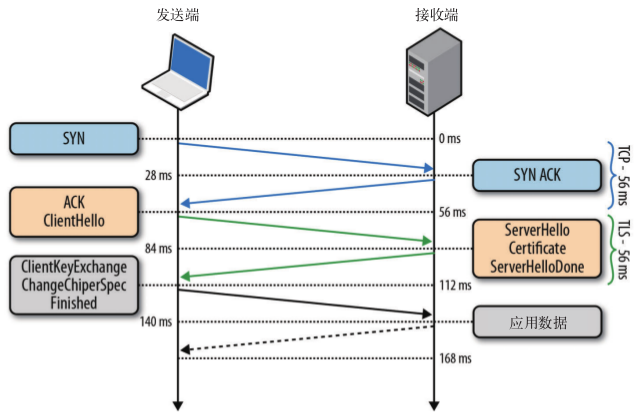 发送端
接收端
SYN
0 ms
28 ms
SYN ACK
TCP - 56 ms
ACK
ClientHello
56 ms
84 ms
ServerHello
Certificate
ServerHelloDone
TLS - 56 ms
ClientKeyExchange
ChangeChiperSpec
Finished
112 ms
140 ms
应用数据
168 ms